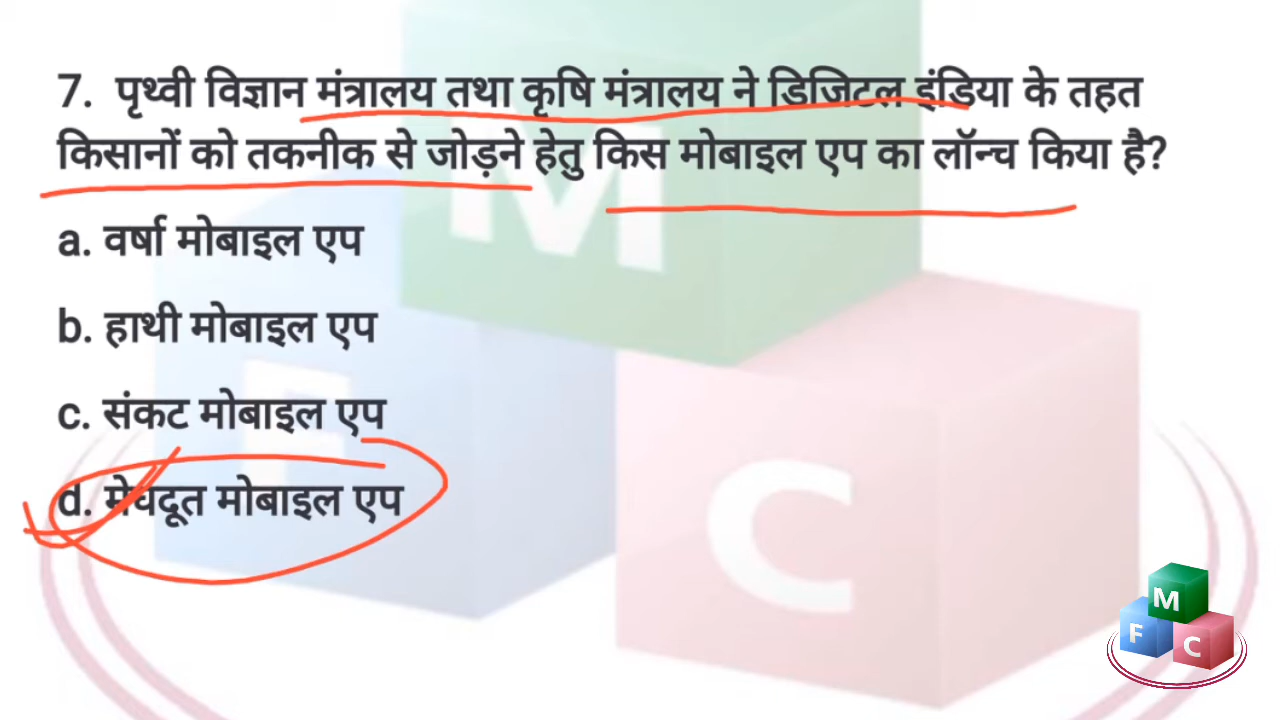 7. पृथ्वी विज्ञान मंत्रालय तथा कृषि मंत्रालय ने डिजिटल इंडिया के तहत
किसानों को तकनीक से जोड़ने हेतु किस मोबाइल एप का लॉन्च किया है?
a. वर्षा मोबाइल एप
b. हाथी मोबाइल एप
c. संकट मोबाइल एप
d. मेघदूत मोबाइल एप
M
F
C
M
F
C